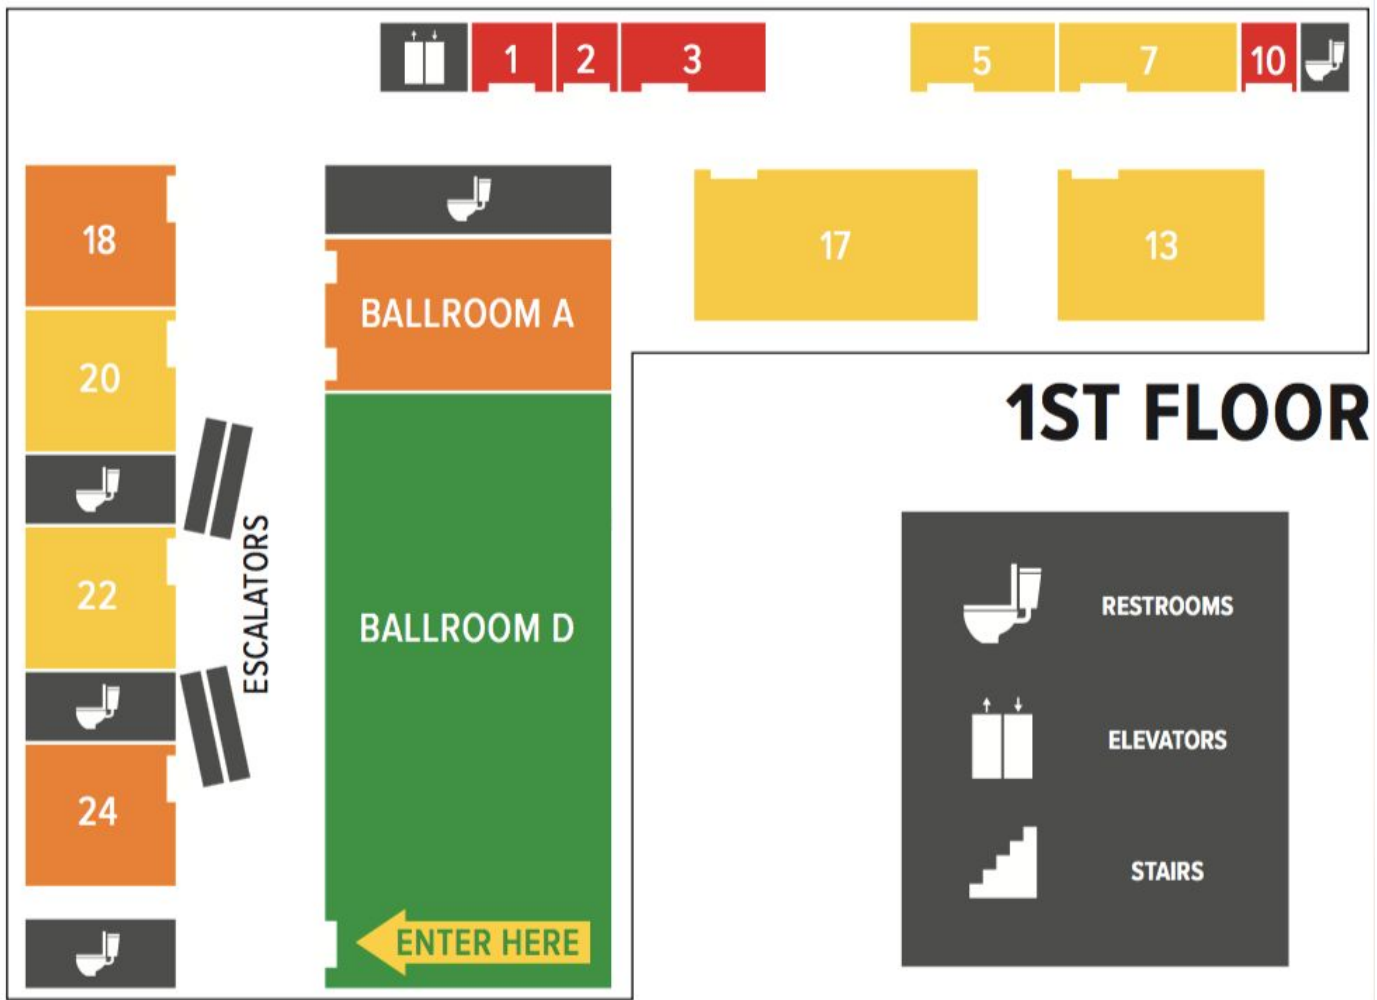 1
2
3
5
7
10
18
17
13
BALLROOM A
20
1ST FLOOR
ESCALATORS
22
BALLROOM D
RESTROOMS
ELEVATORS
24
STAIRS
ENTER HERE